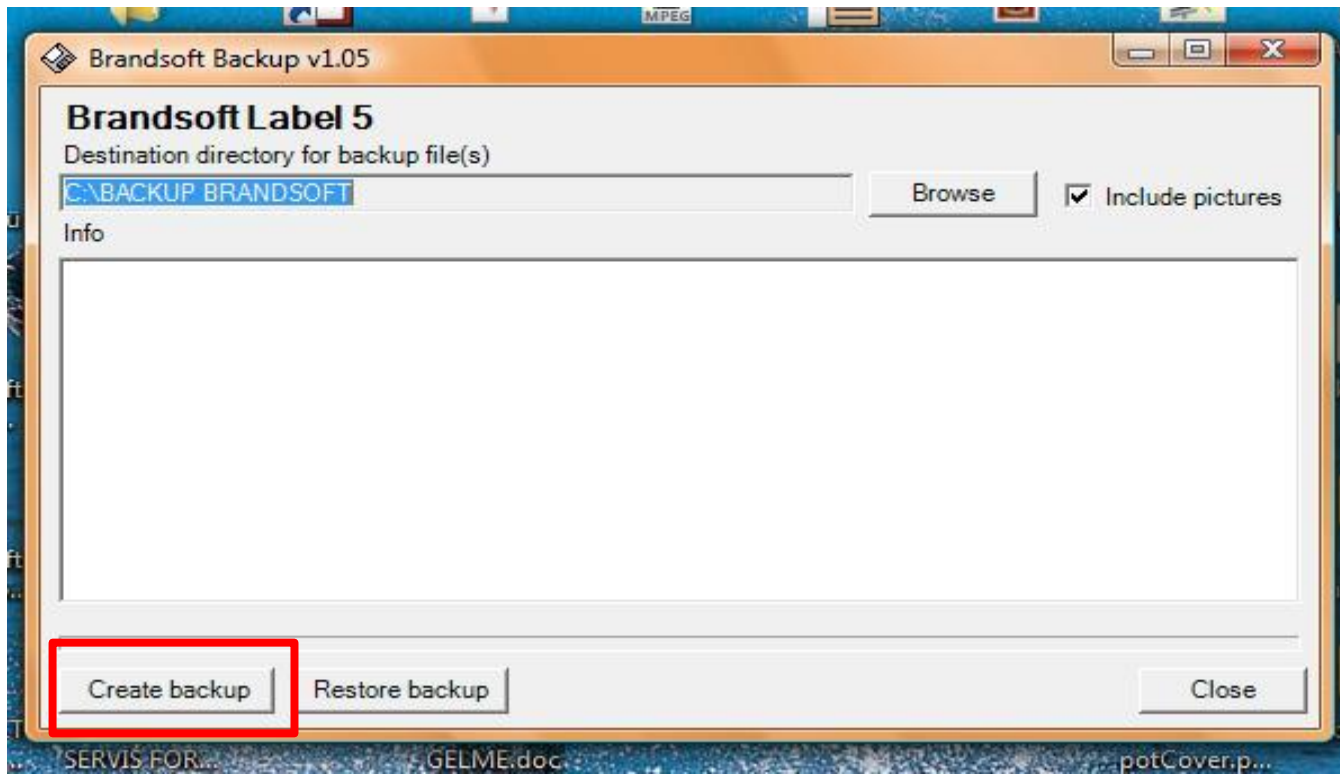 MPEG
Brandsoft Backup v1.05
Brandsoft Label 5
Destination directory for backup file(s)
C:\BACKUP BRANDSOFT
Browse
Include pictures
Info
Create backup
Restore backup
Close
SERVİS FOR...
GELME.doc
potCover.p...